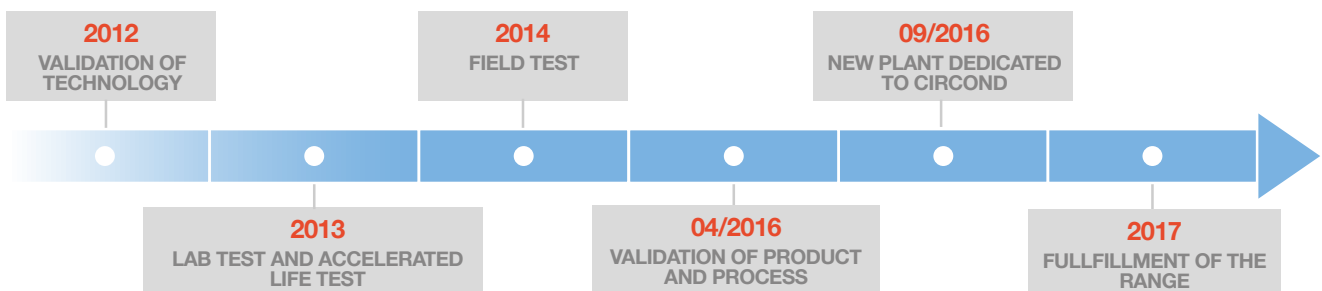 2012
VALIDATION OF
TECHNOLOGY
2013
LAB TEST AND ACCELERATED
LIFE TEST
2014
FIELD TEST
04/2016
VALIDATION OF PRODUCT
AND PROCESS
09/2016
NEW PLANT DEDICATED
TO CIRCOND
2017
FULLFILLMENT OF THE
RANGE